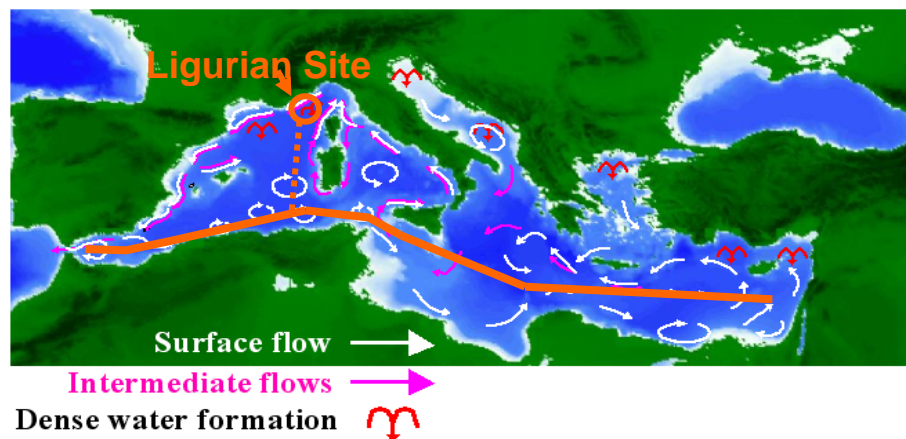 Ligurian Site
Surface flow
Intermediate flows
Dense water formation